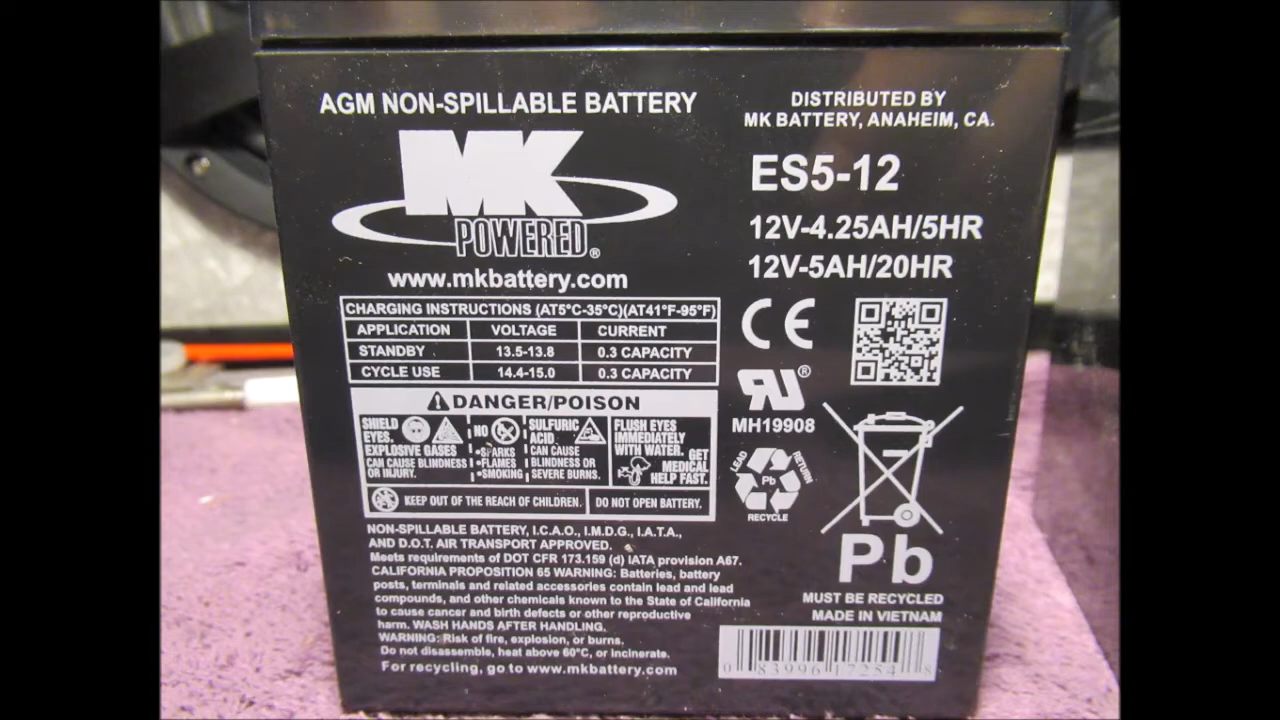 AGM NON-SPILLABLE BATTERY
MK
POWERED®
www.mkbattery.com
DISTRIBUTED BY
MK BATTERY, ANAHEIM, CA.
ES5-12
12V-4.25AH/5HR
12V-5AH/20HR
CHARGING INSTRUCTIONS (AT5°C-35°C)(AT41°F-95°F)
APPLICATION VOLTAGE CURRENT
STANDBY 13.5-13.8 0.3 CAPACITY
CYCLE USE 14.4-15.0 0.3 CAPACITY
CE
RU®
MH19908
DANGER/POISON
SHIELD
EYES.
EXPLOSIVE GASES
CAN CAUSE BLINDNESS
OR INJURY.
NO
•SPARKS
•FLAMES
•SMOKING
SULFURIC
ACID
CAN CAUSE
BLINDNESS OR
SEVERE BURNS.
FLUSH EYES
IMMEDIATELY
WITH WATER.
GET
MEDICAL
HELP FAST.
KEEP OUT OF THE REACH OF CHILDREN.
DO NOT OPEN BATTERY.
LEAD
RETURN
Pb
RECYCLE
Pb
MUST BE RECYCLED
MADE IN VIETNAM
NON-SPILLABLE BATTERY, I.C.A.O., I.M.D.G., I.A.T.A.,
AND D.O.T. AIR TRANSPORT APPROVED.
Meets requirements of DOT CFR 173.159 (d) IATA provision A67.
CALIFORNIA PROPOSITION 65 WARNING: Batteries, battery
posts, terminals and related accessories contain lead and lead
compounds, and other chemicals known to the State of California
to cause cancer and birth defects or other reproductive
harm. WASH HANDS AFTER HANDLING.
WARNING: Risk of fire, explosion, or burns.
Do not disassemble, heat above 60°C, or incinerate.
For recycling, go to www.mkbattery.com
0 83996 17254 8